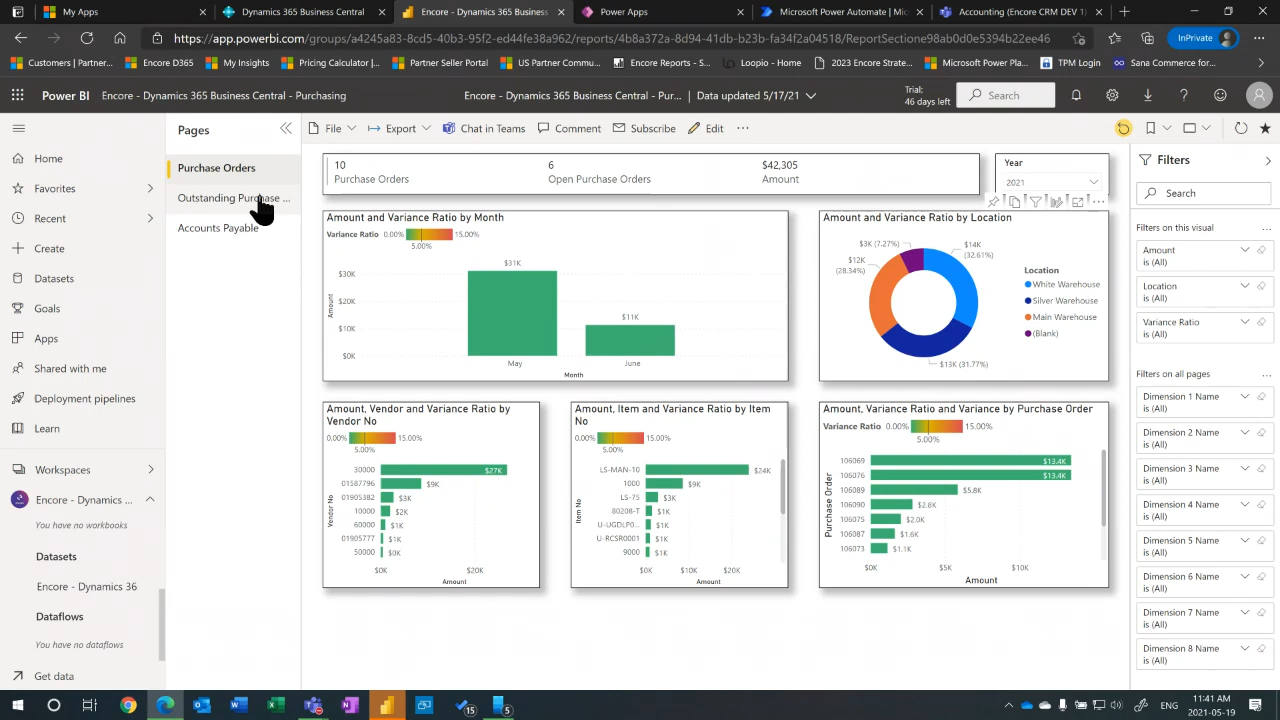 My Apps
Dynamics 365 Business Central
Encore - Dynamics 365 Business
Power Apps
Microsoft Power Automate | Mic
Accounting (Encore CRM DEV 1)
https://app.powerbi.com/groups/a4245a83-8cd5-40b3-95f2-ed44fe38a962/reports/4b8a372a-8d94-41db-b23b-fa34f2a04518/ReportSectione98ab0d0e5394d22ee46
InPrivate
Customers | Partner...
Encore D365
My Insights
Pricing Calculator |...
Partner Seller Portal
US Partner Commu...
Encore Reports - S...
Loopio - Home
2023 Encore Strate...
Microsoft Power Pla...
TPM Login
Sana Commerce for...
Power BI
Encore - Dynamics 365 Business Central - Purchasing
Encore - Dynamics 365 Business Central - Pur... | Data updated 5/17/21
Trial:
46 days left
Search
Pages
File
Export
Chat in Teams
Comment
Subscribe
Edit
Filters
Home
Favorites
Recent
Create
Datasets
Goals
Apps
Shared with me
Deployment pipelines
Learn
Workspaces
Encore - Dynamics ...
You have no workbooks
Datasets
Encore - Dynamics 36
Dataflows
You have no dataflows
Get data
Purchase Orders
Outstanding Purchase ...
Accounts Payable
10
Purchase Orders
6
Open Purchase Orders
$42,305
Amount
Year
2021
Amount and Variance Ratio by Month
Variance Ratio 0.00% 15.00%
5.00%
$30K
$20K
$10K
$0K
Amount
$31K
$11K
May
June
Month
Amount and Variance Ratio by Location
$3K (7.27%)
$14K
(32.61%)
$12K
(28.34%)
$13K (31.77%)
Location
White Warehouse
Silver Warehouse
Main Warehouse
(Blank)
Amount, Vendor and Variance Ratio by
Vendor No
0.00% 15.00%
5.00%
Vendor No
30000 $27K
01587796 $9K
01905382 $3K
10000 $2K
60000 $1K
01905777 $1K
50000 $0K
$0K $20K
Amount
Amount, Item and Variance Ratio by Item
No
0.00% 15.00%
5.00%
Item No
LS-MAN-10 $24K
1000 $9K
LS-75 $3K
80208-T $1K
U-UGDLP0... $1K
U-RCSR0001 $1K
9000 $1K
$0K $10K $20K
Amount
Amount, Variance Ratio and Variance by Purchase Order
Variance Ratio 0.00% 15.00%
5.00%
Purchase Order
106069 $13.4K
106076 $13.4K
106089 $5.8K
106090 $2.8K
106075 $2.0K
106087 $1.6K
106073 $1.1K
$0K $5K $10K
Amount
Search
Filters on this visual
Amount
is (All)
Location
is (All)
Variance Ratio
is (All)
Filters on all pages
Dimension 1 Name
is (All)
Dimension 2 Name
is (All)
Dimension 3 Name
is (All)
Dimension 4 Name
is (All)
Dimension 5 Name
is (All)
Dimension 6 Name
is (All)
Dimension 7 Name
is (All)
Dimension 8 Name
is (All)
15
5
11:41 AM
2021-05-19